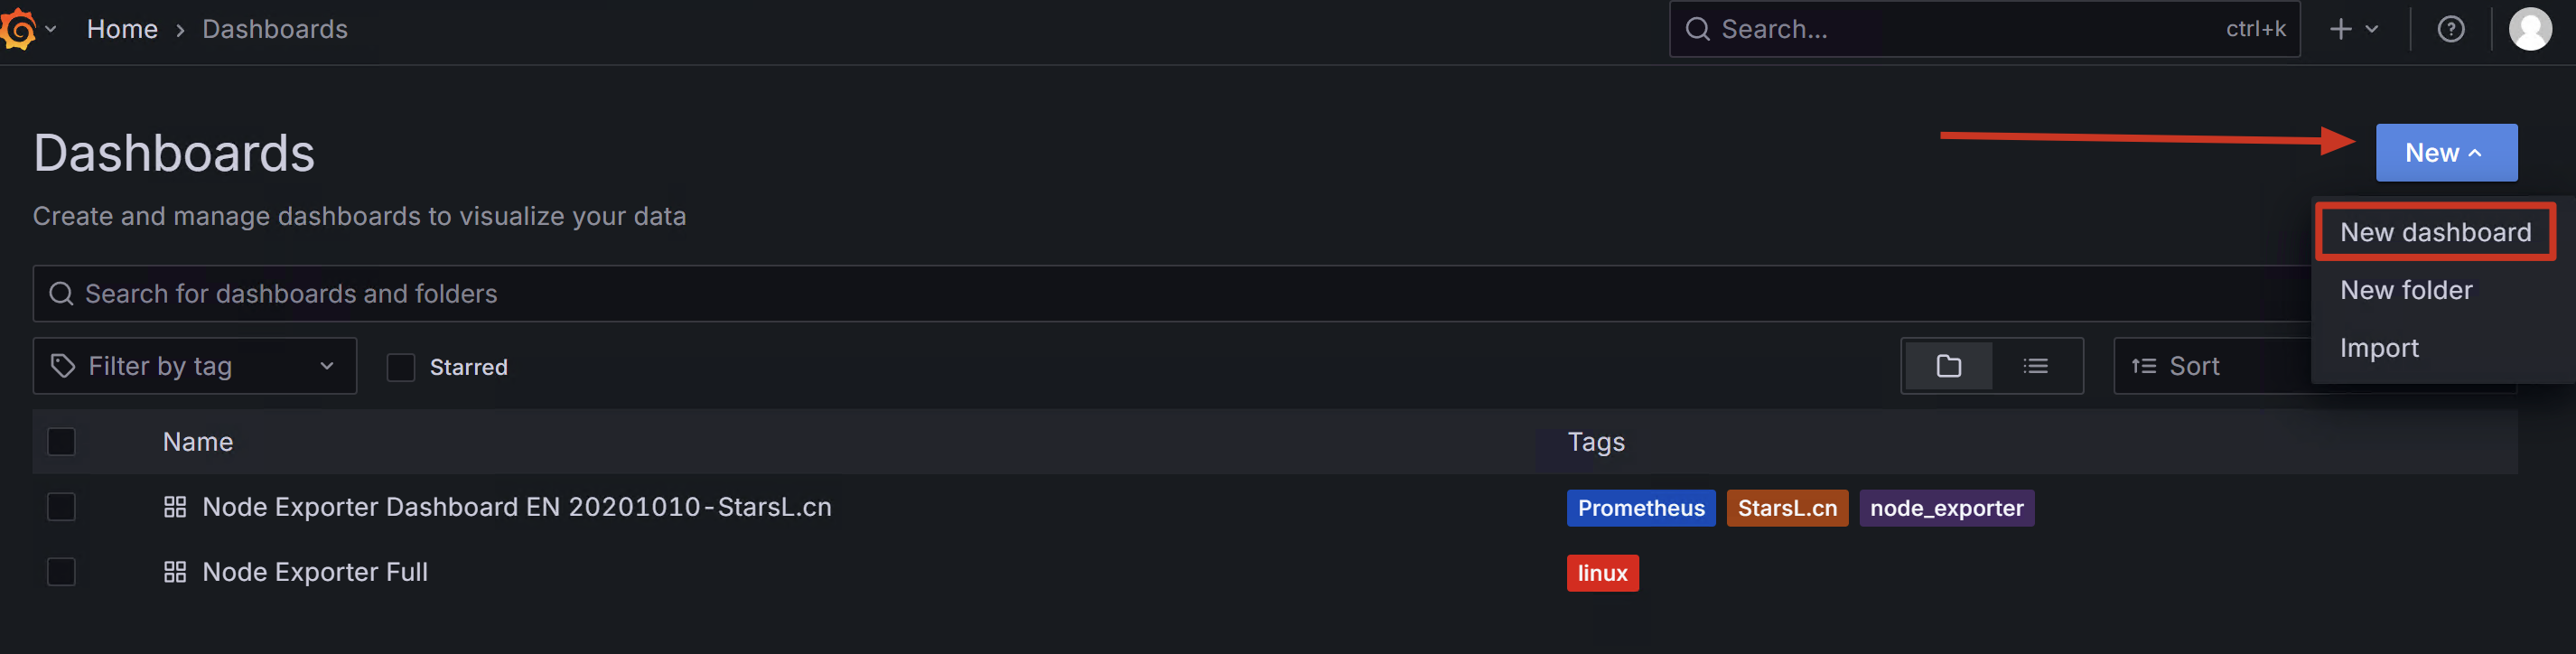 Home › Dashboards
Search...
ctrl+k
Dashboards
New
Create and manage dashboards to visualize your data
New dashboard
New folder
Import
Search for dashboards and folders
Filter by tag
Starred
Sort
Name
Tags
Node Exporter Dashboard EN 20201010-StarsL.cn
Prometheus
StarsL.cn
node_exporter
Node Exporter Full
linux